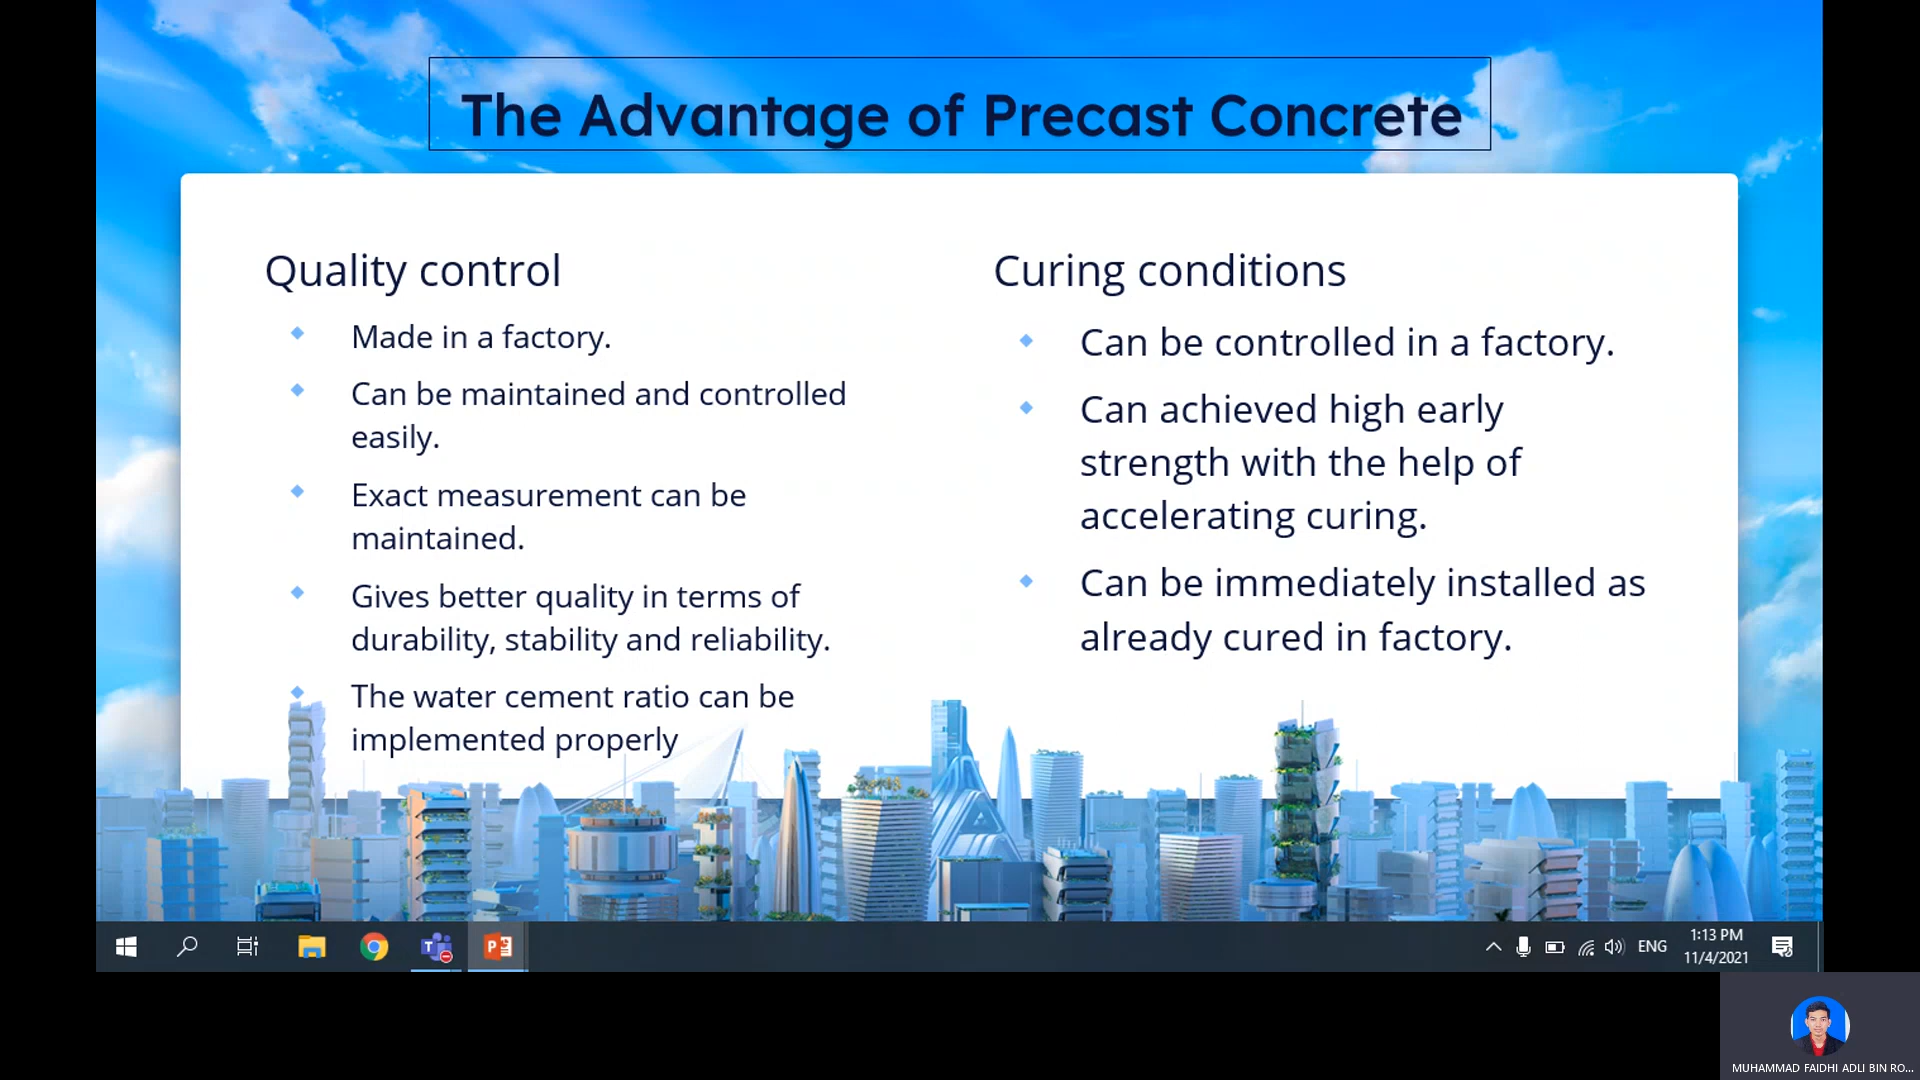 The Advantage of Precast Concrete
Quality control
Made in a factory.
Can be maintained and controlled
easily.
Exact measurement can be
maintained.
Gives better quality in terms of
durability, stability and reliability.
The water cement ratio can be
implemented properly
Curing conditions
Can be controlled in a factory.
Can achieved high early
strength with the help of
accelerating curing.
Can be immediately installed as
already cured in factory.
ENG
1:13 PM
11/4/2021
MUHAMMAD FAIDHI ADLI BIN RO...